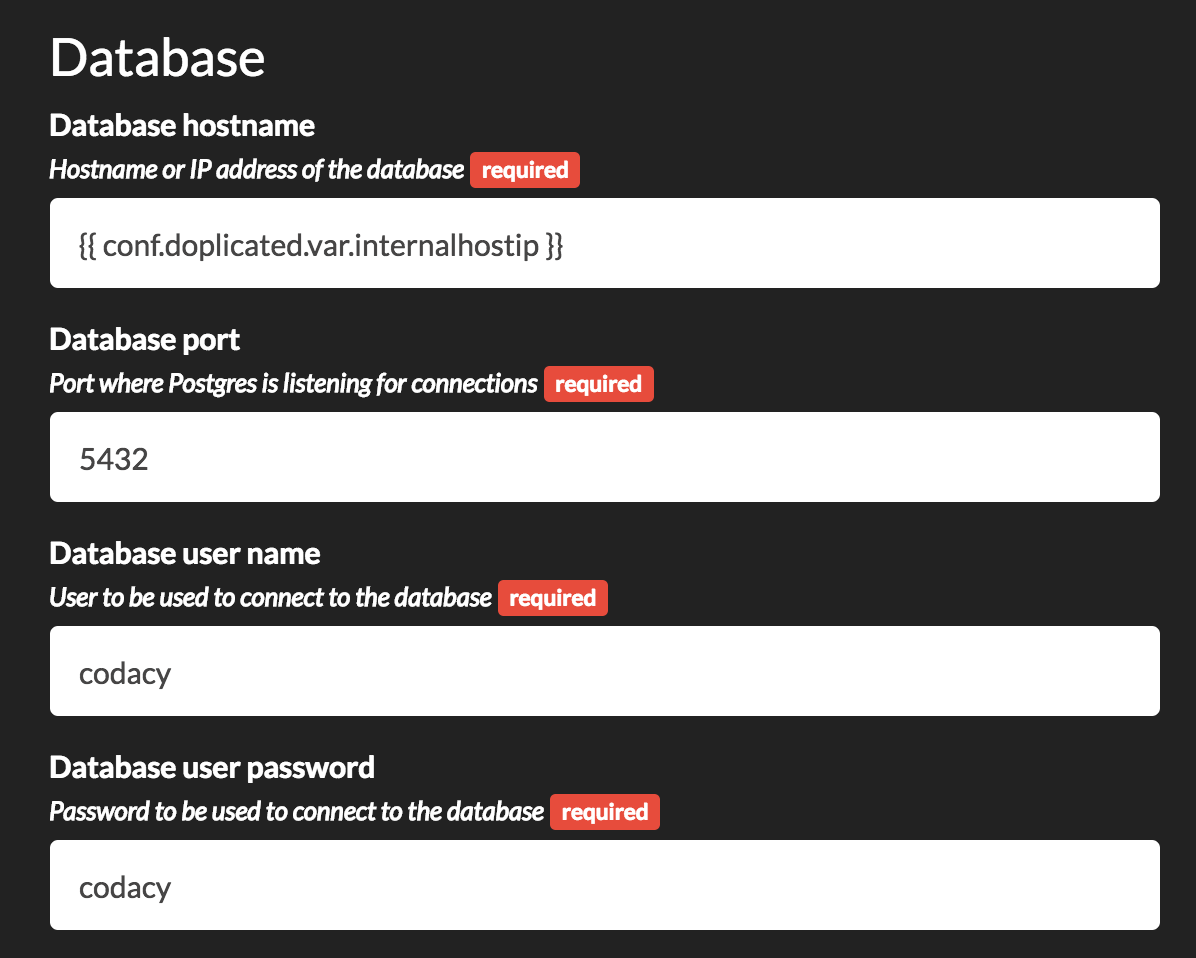 Database
Database hostname
Hostname or IP address of the database required
{{ conf.doplicated.var.internalhostip }}
Database port
Port where Postgres is listening for connections required
5432
Database user name
User to be used to connect to the database required
codacy
Database user password
Password to be used to connect to the database required
codacy